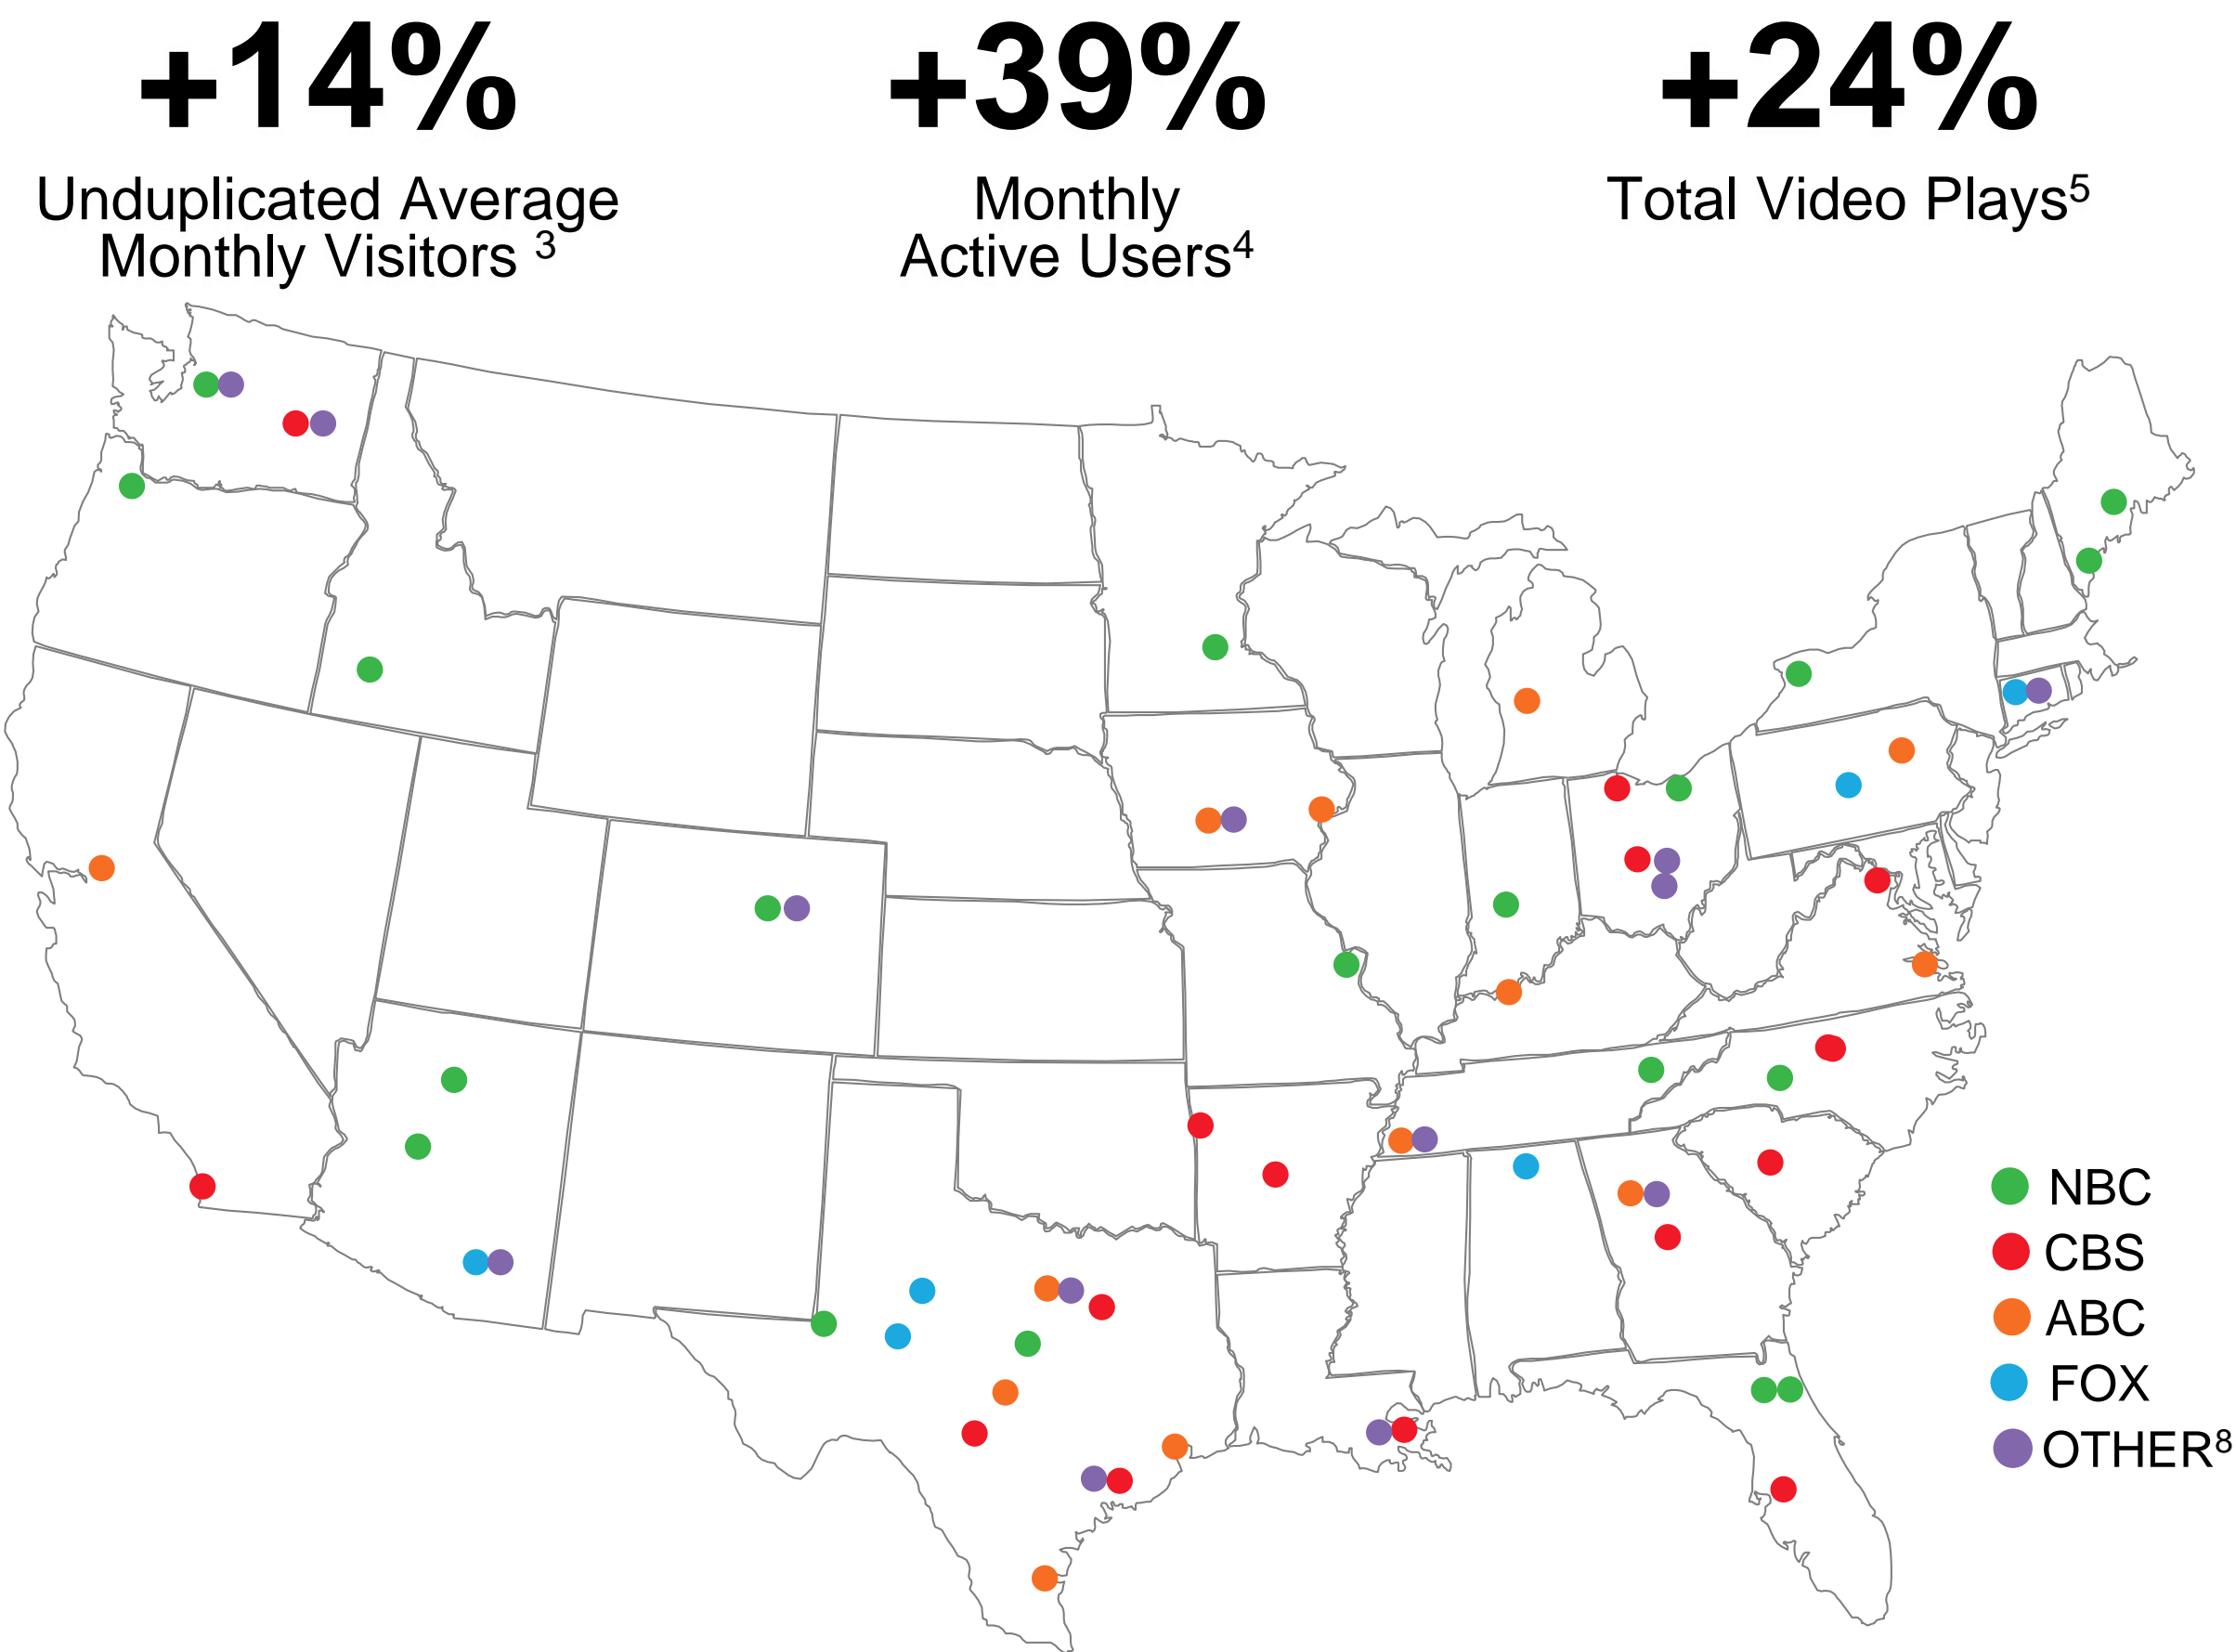 +14%
+39%
+24%
Unduplicated Average
Monthly Visitors 3
Monthly
Active Users4
Total Video Plays5
NBC
CBS
ABC
FOX
OTHER8